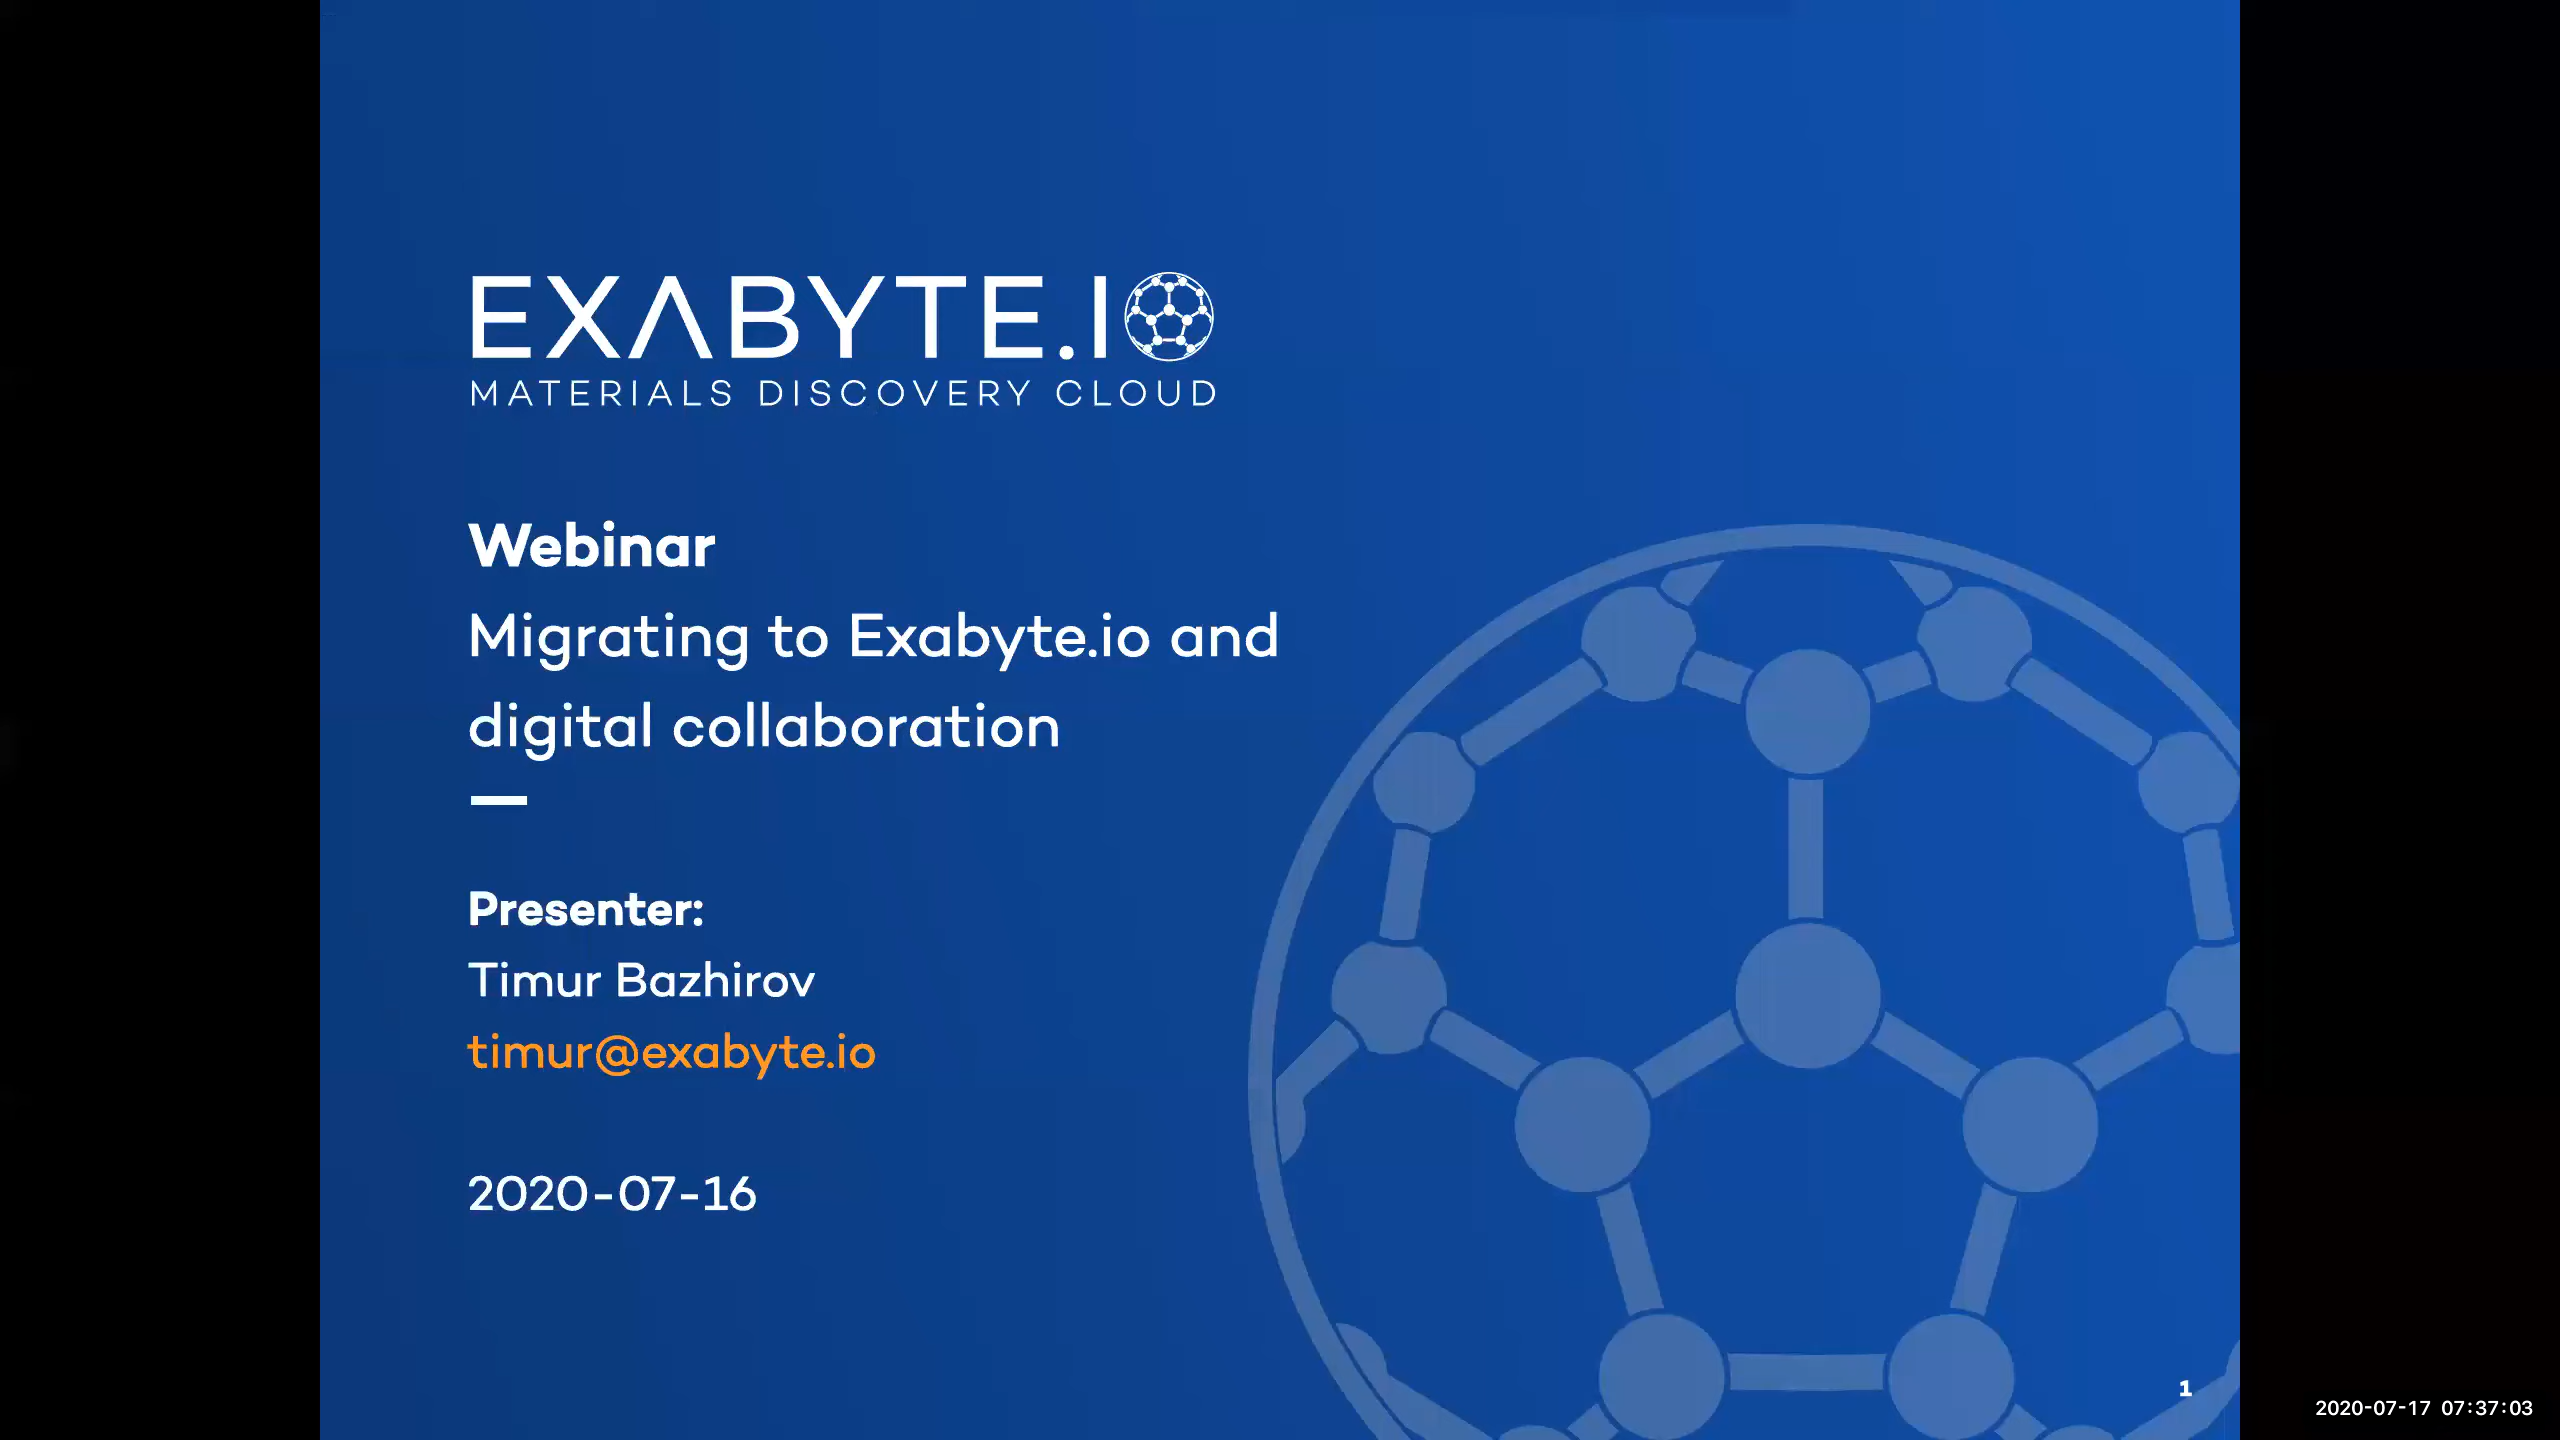 EXABYTE.IO
MATERIALS DISCOVERY CLOUD
Webinar
Migrating to Exabyte.io and
digital collaboration
Presenter:
Timur Bazhirov
timur@exabyte.io
2020-07-16
1
2020-07-17 07:37:03